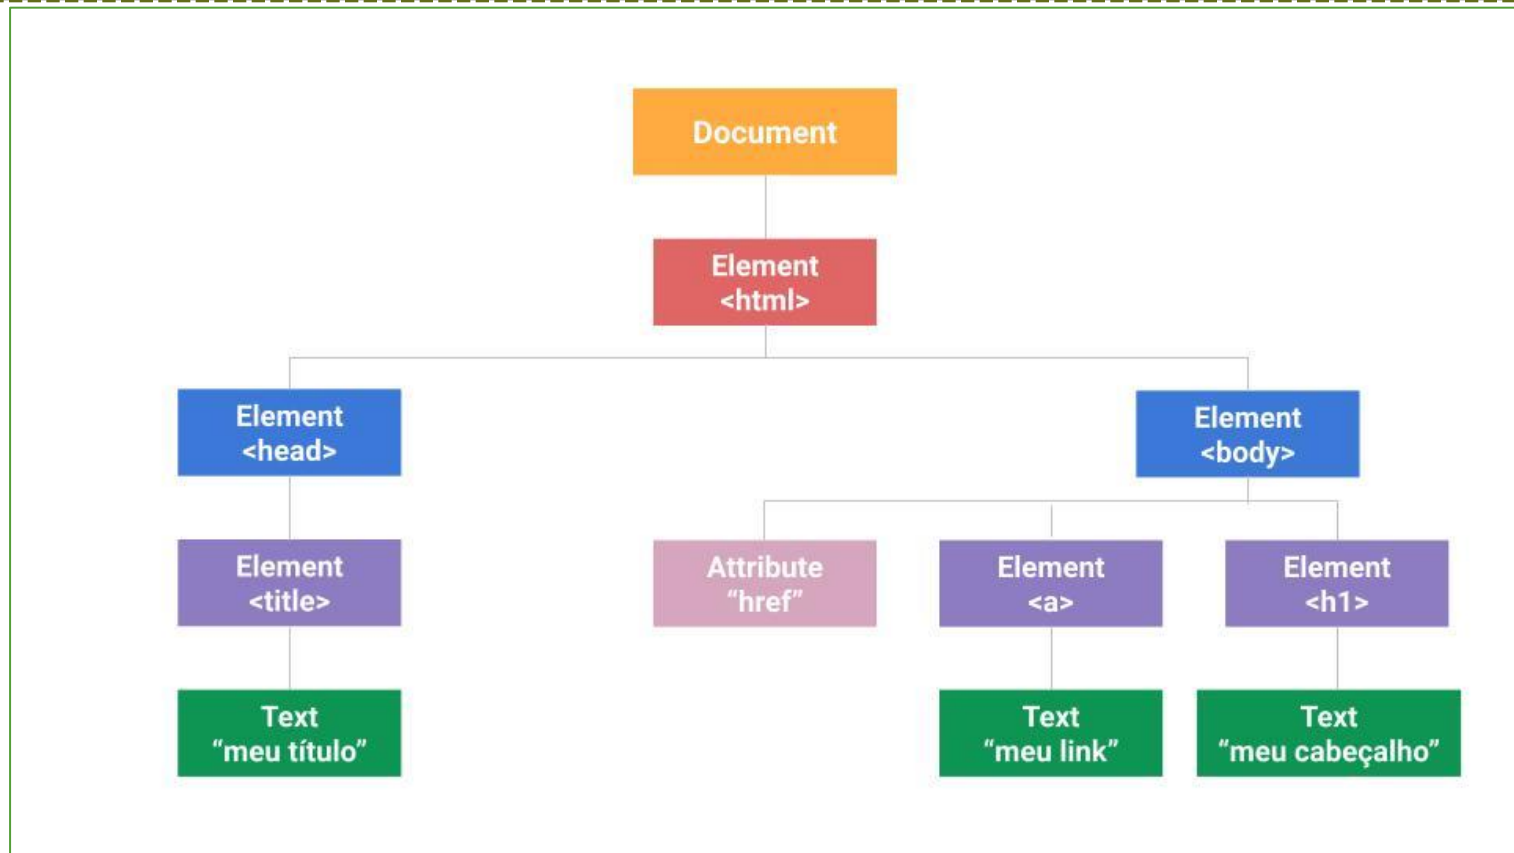 Document
Element
<html>
Element
<head>
Element
<body>
Element
<title>
Attribute
“href”
Element
<a>
Element
<h1>
Text
“meu título”
Text
“meu link”
Text
“meu cabeçalho”